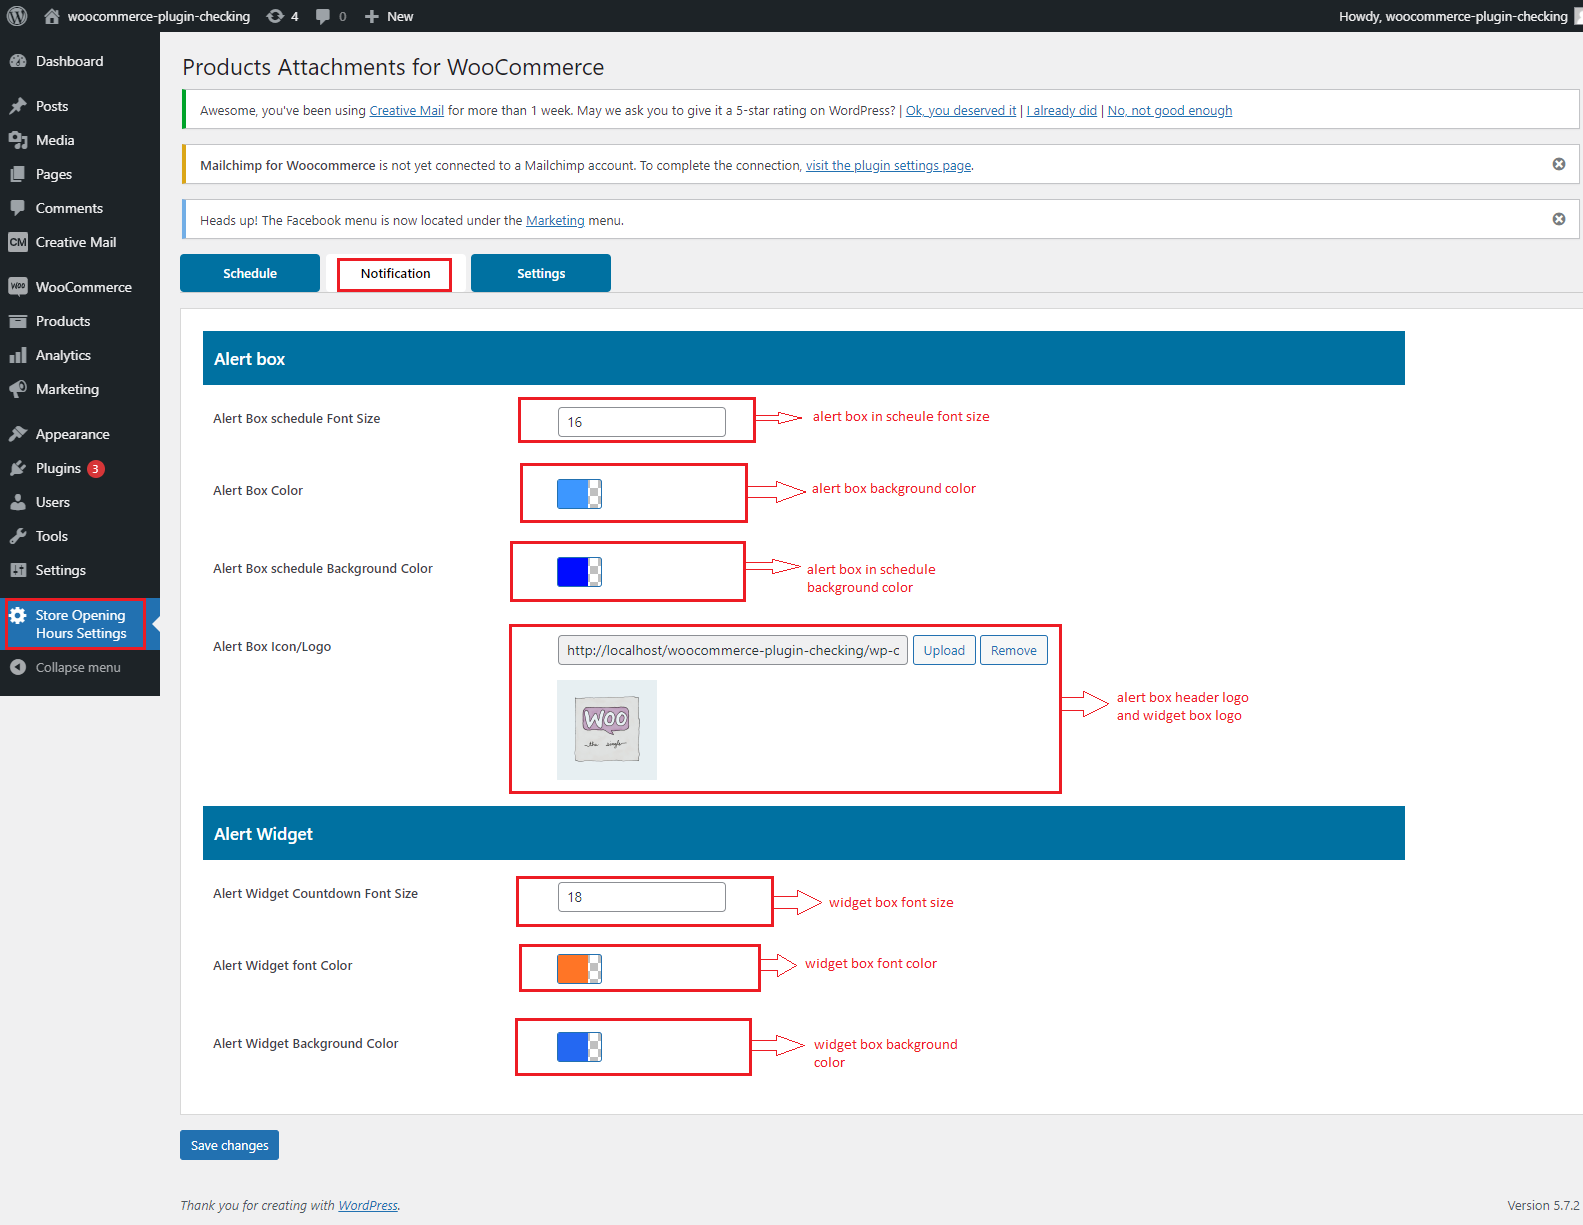 woocommerce-plugin-checking 4 0 New Howdy, woocommerce-plugin-checking
Dashboard
Posts
Media
Pages
Comments
CM Creative Mail
Woo WooCommerce
Products
Analytics
Marketing
Appearance
Plugins 3
Users
Tools
Settings
Store Opening
Hours Settings
Collapse menu
Products Attachments for WooCommerce
Awesome, you've been using Creative Mail for more than 1 week. May we ask you to give it a 5-star rating on WordPress? | Ok, you deserved it | I already did | No, not good enough
Mailchimp for Woocommerce is not yet connected to a Mailchimp account. To complete the connection, visit the plugin settings page.
Heads up! The Facebook menu is now located under the Marketing menu.
Schedule Notification Settings
Alert box
Alert Box schedule Font Size 16 alert box in scheule font size
Alert Box Color alert box background color
Alert Box schedule Background Color alert box in schedule
background color
Alert Box Icon/Logo http://localhost/woocommerce-plugin-checking/wp-c Upload Remove
WOO
the single
alert box header logo
and widget box logo
Alert Widget
Alert Widget Countdown Font Size 18 widget box font size
Alert Widget font Color widget box font color
Alert Widget Background Color widget box background
color
Save changes
Thank you for creating with WordPress. Version 5.7.2